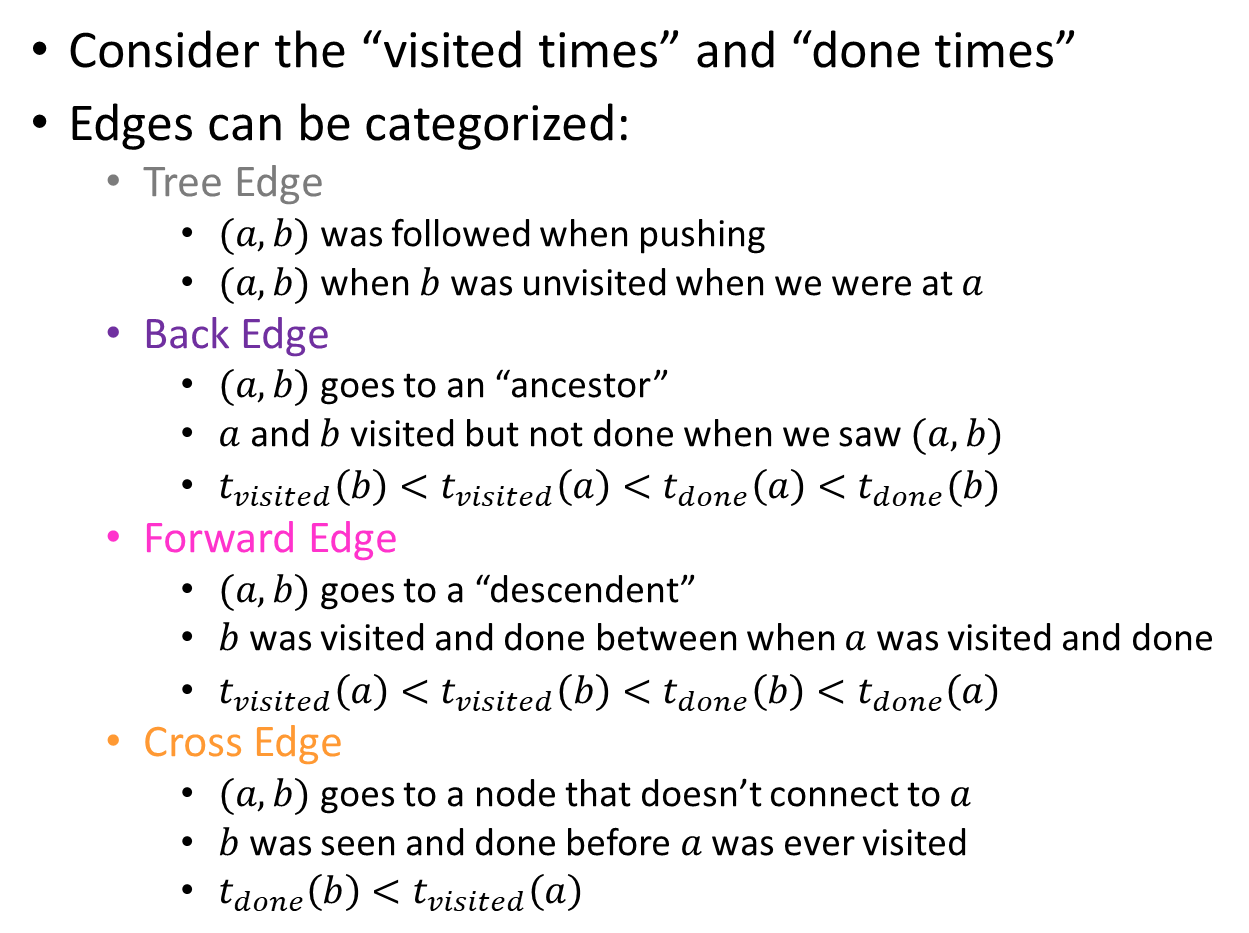 • Consider the “visited times” and “done times”
• Edges can be categorized:
• Tree Edge
• (a, b) was followed when pushing
• (a, b) when b was unvisited when we were at a
• Back Edge
• (a, b) goes to an “ancestor”
• a and b visited but not done when we saw (a, b)
• t_visited(b) < t_visited(a) < t_done(a) < t_done(b)
• Forward Edge
• (a, b) goes to a “descendent”
• b was visited and done between when a was visited and done
• t_visited(a) < t_visited(b) < t_done(b) < t_done(a)
• Cross Edge
• (a, b) goes to a node that doesn’t connect to a
• b was seen and done before a was ever visited
• t_done(b) < t_visited(a)